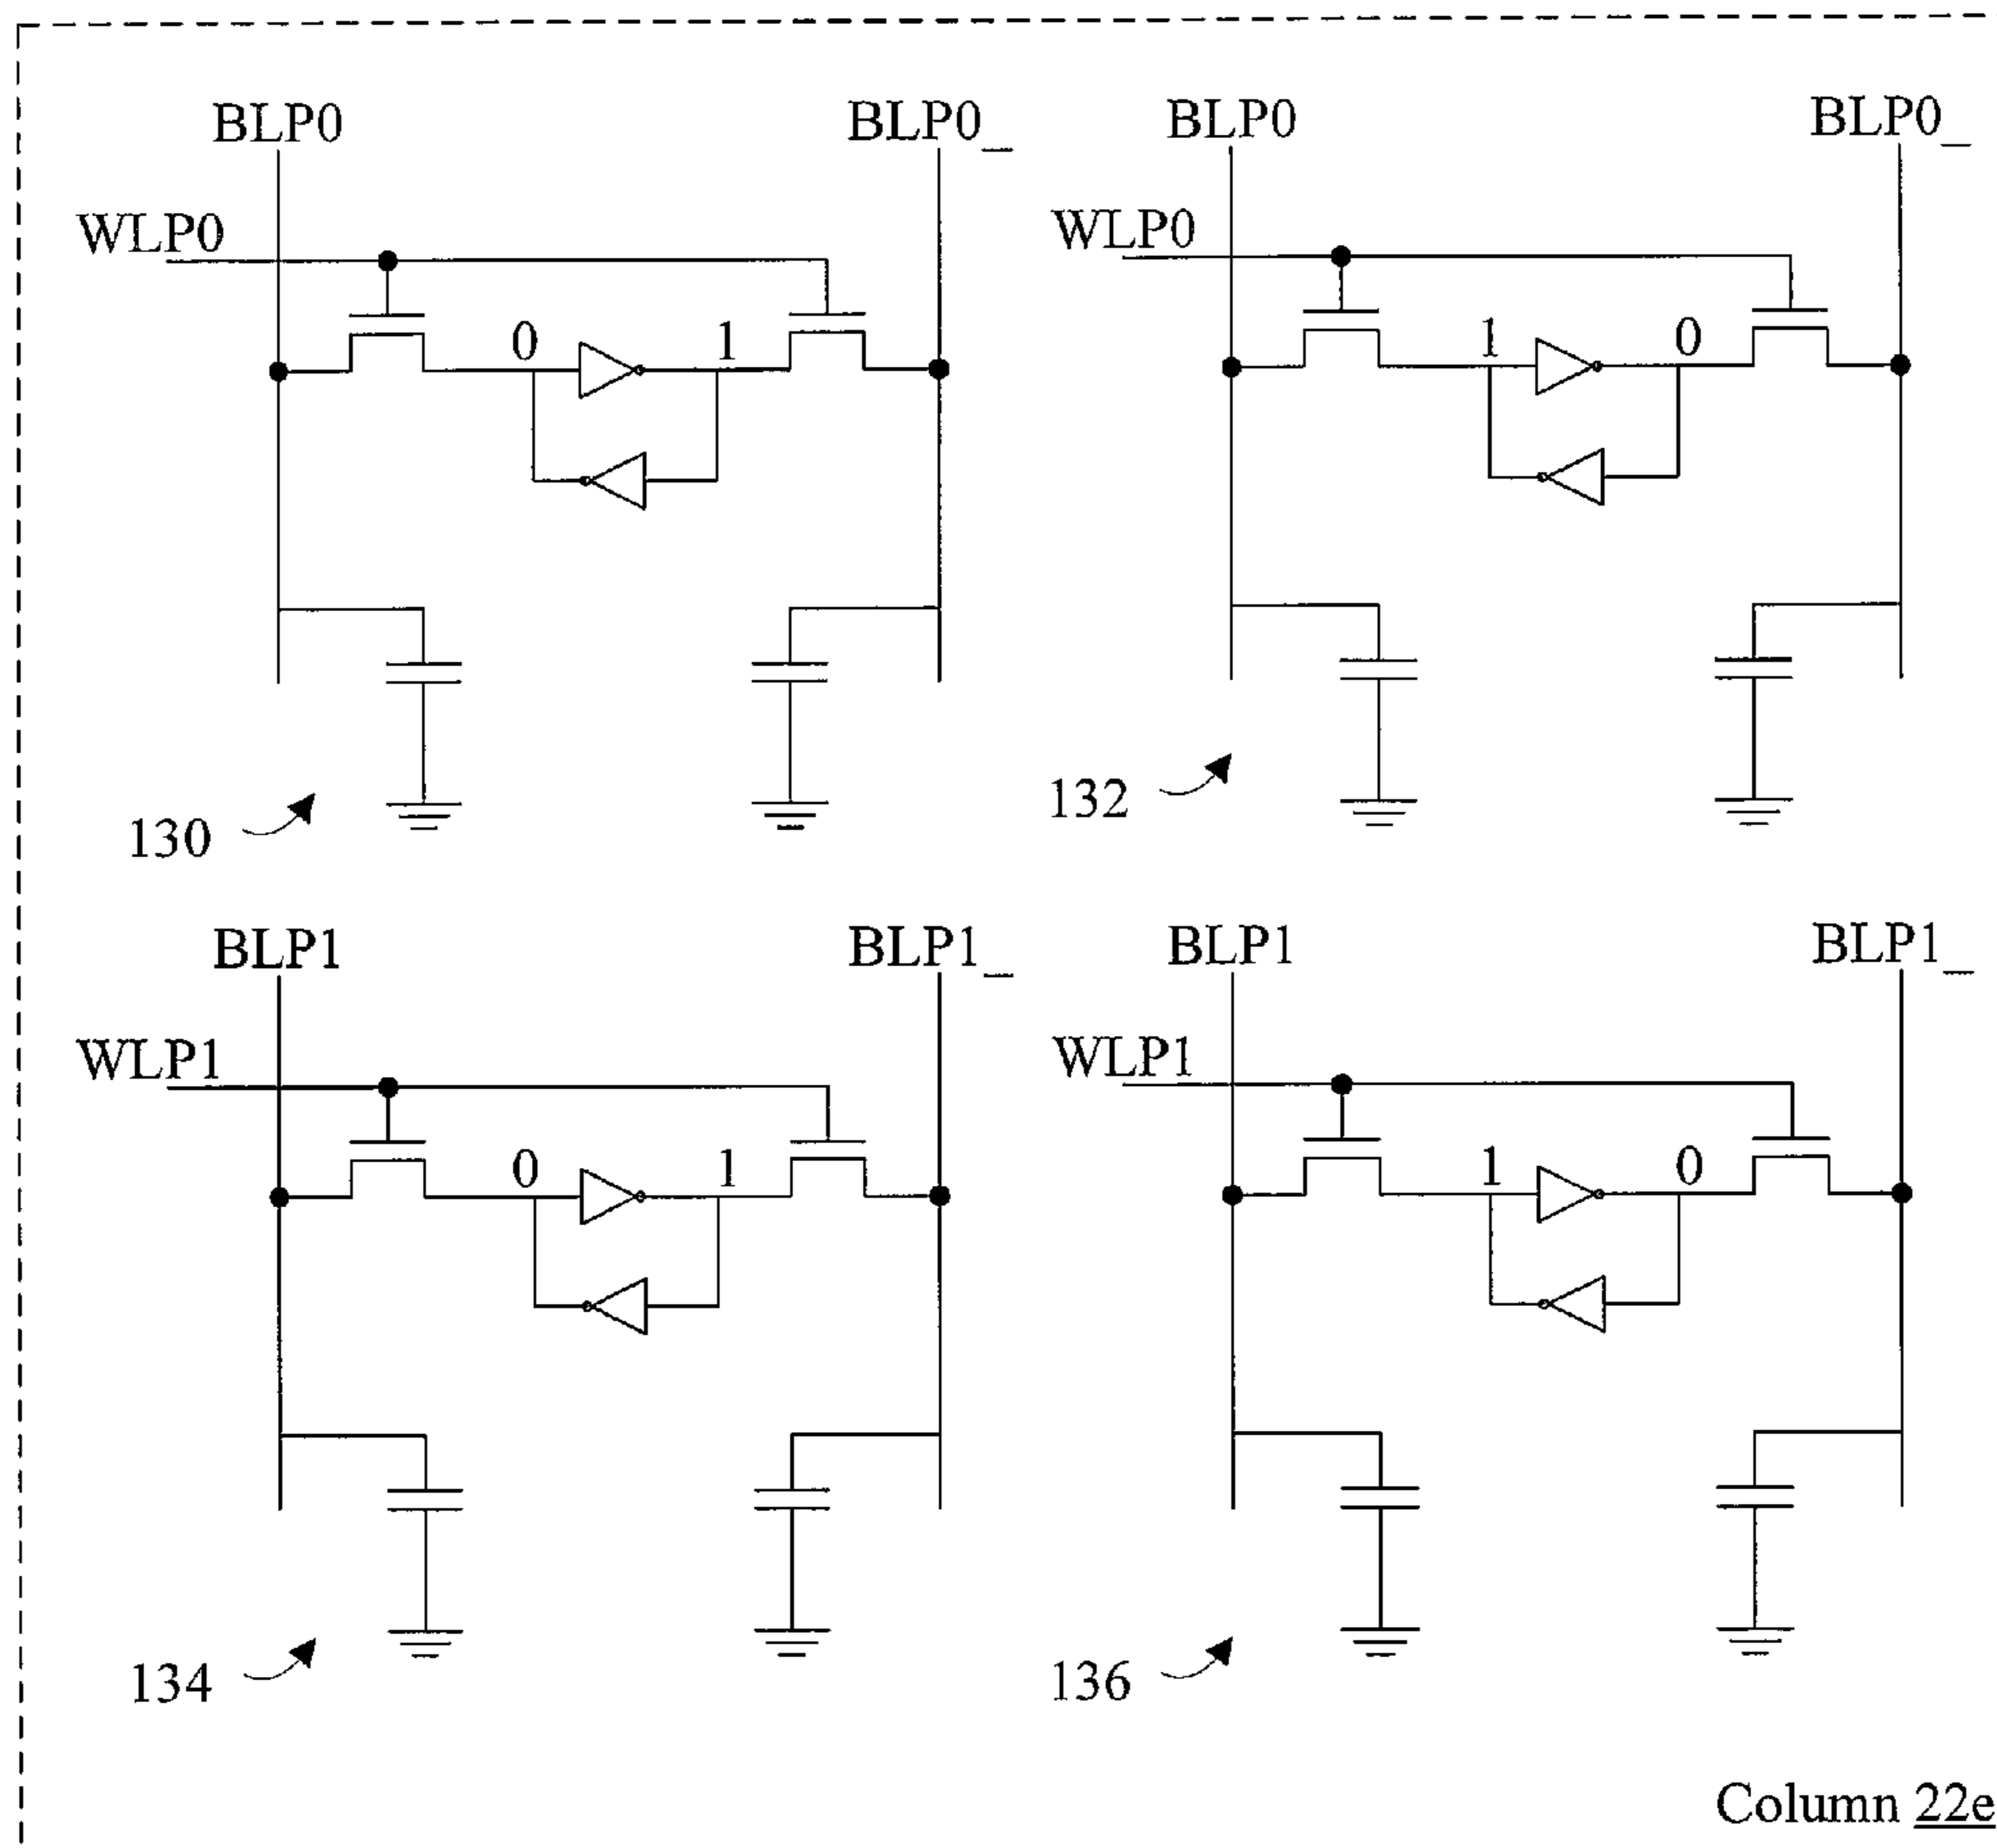 BLP0 BLP0_ BLP0 BLP0_
WLP0 WLP0
0 1 1 0
130 132
BLP1 BLP1_ BLP1 BLP1_
WLP1 WLP1
0 1 1 0
134 136
Column 22e